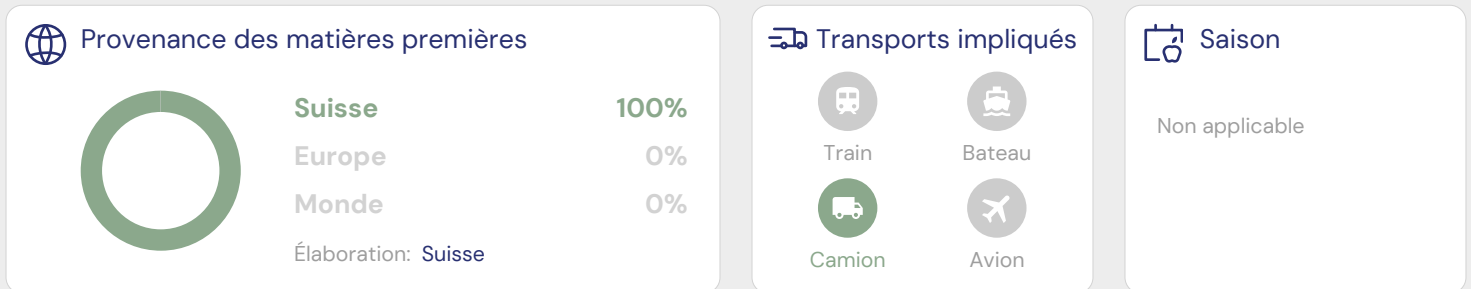 Provenance des matières premières
Suisse 100%
Europe 0%
Monde 0%
Élaboration: Suisse
Transports impliqués
Train Bateau
Camion Avion
Saison
Non applicable